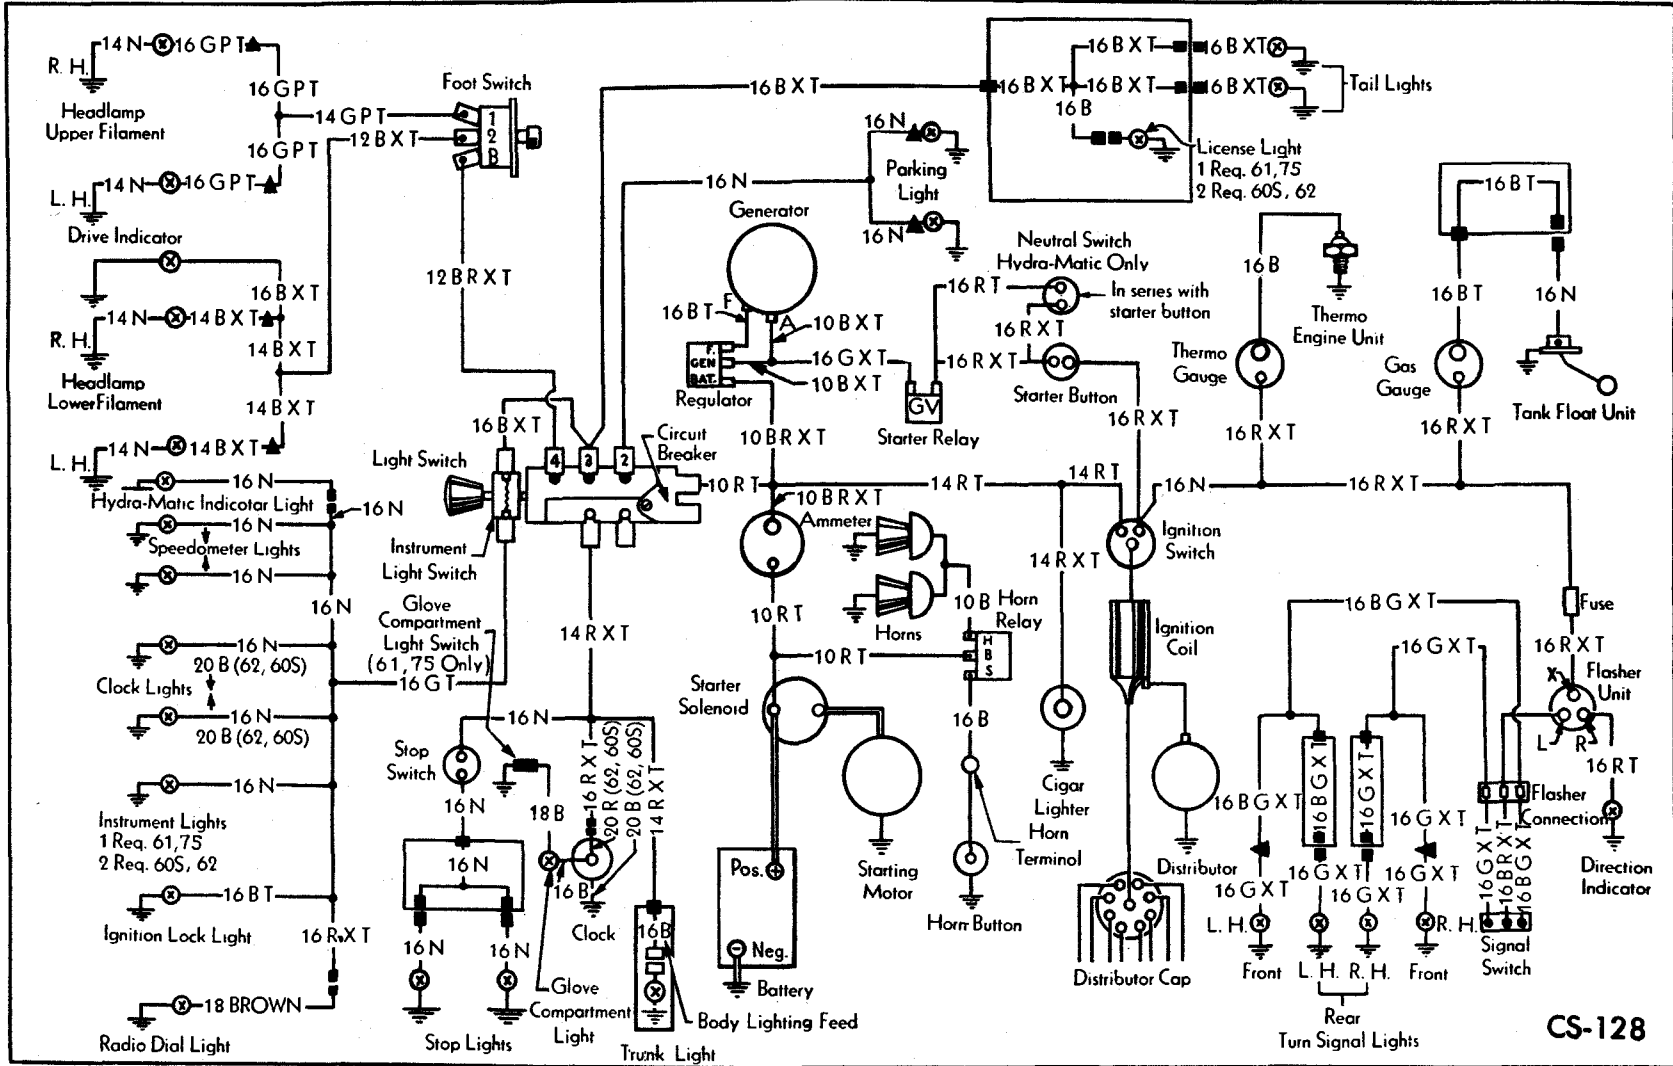 14 N
16 G P T
R. H.
16 G P T
Headlamp
Upper Filament
14 G P T
12 B X T
16 G P T
14 N
16 G P T
L. H.
Foot Switch
1
2
B
Drive Indicator
16 B X T
14 N
14 B X T
R. H.
14 B X T
Headlamp
Lower Filament
14 B X T
14 N
14 B X T
L. H.
12 B R X T
16 B X T
16 N
Generator
16 N
Parking
Light
16 N
16 B X T
16 B X T
16 B X T
16 B X T
16 B X T
16 B
Tail Lights
License Light
1 Req. 61,75
2 Req. 60S, 62
Neutral Switch
Hydra-Matic Only
In series with
starter button
16 R T
16 R X T
16 R X T
Starter Button
16 R X T
F
16 B T
A
10 B X T
F.
GEN
BAT.
Regulator
16 G X T
10 B X T
GV
Starter Relay
16 B
Thermo
Engine Unit
Thermo
Gauge
16 R X T
16 B T
16 B T
16 N
Gas
Gauge
16 R X T
Tank Float Unit
10 B R X T
Circuit
Breaker
16 B X T
Light Switch
4
3
2
10 R T
14 R T
14 R T
16 N
16 R X T
10 B R X T
Ammeter
Ignition
Switch
Instrument
Light Switch
16 N
Hydra-Matic Indicotar Light
16 N
16 N
Speedometer Lights
16 N
16 N
Glove
Compartment
Light Switch
(61,75 Only)
16 G T
14 R X T
16 N
20 B (62, 60S)
Clock Lights
16 N
20 B (62, 60S)
16 N
Instrument Lights
1 Req. 61,75
2 Req. 60S, 62
16 B T
Ignition Lock Light
16 R X T
18 BROWN
Radio Dial Light
16 N
Stop
Switch
16 N
16 N
16 N
16 N
Stop Lights
18 B
16 B
16 R X T
20 R (62, 60S)
20 B (62, 60S)
14 R X T
Clock
Glove
Compartment
Light
16 B
Body Lighting Feed
Trunk Light
10 R T
10 R T
Horns
10 B
Horn
Relay
H
B
S
Starter
Solenoid
16 B
Starting
Motor
Pos.
Neg.
Battery
Horn
Terminol
Horn Button
14 R X T
Cigar
Lighter
Ignition
Coil
Distributor
Distributor Cap
16 B G X T
16 G X T
Fuse
16 R X T
X
Flasher
Unit
L
R
16 R T
16 B G X T
16 B G X T
16 G X T
16 G X T
Flasher
Connection
16 G X T
16 G X T
16 G X T
16 G X T
16 G X T
16 B R X T
16 B G X T
Direction
Indicator
L. H.
R. H.
Front
L. H.
R. H.
Front
Signal
Switch
Rear
Turn Signal Lights
CS-128